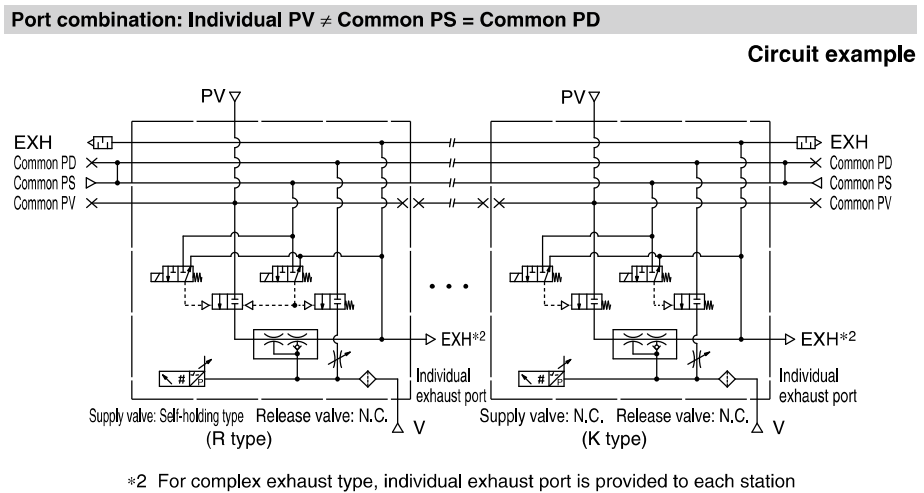 Port combination: Individual PV ≠ Common PS = Common PD
Circuit example
PV
PV
EXH
EXH
Common PD
Common PD
Common PS
Common PS
Common PV
Common PV
EXH*2
EXH*2
#
P
#
P
Individual
exhaust port
Individual
exhaust port
Supply valve: Self-holding type
Release valve: N.C.
V
Supply valve: N.C.
Release valve: N.C.
V
(R type)
(K type)
*2 For complex exhaust type, individual exhaust port is provided to each station